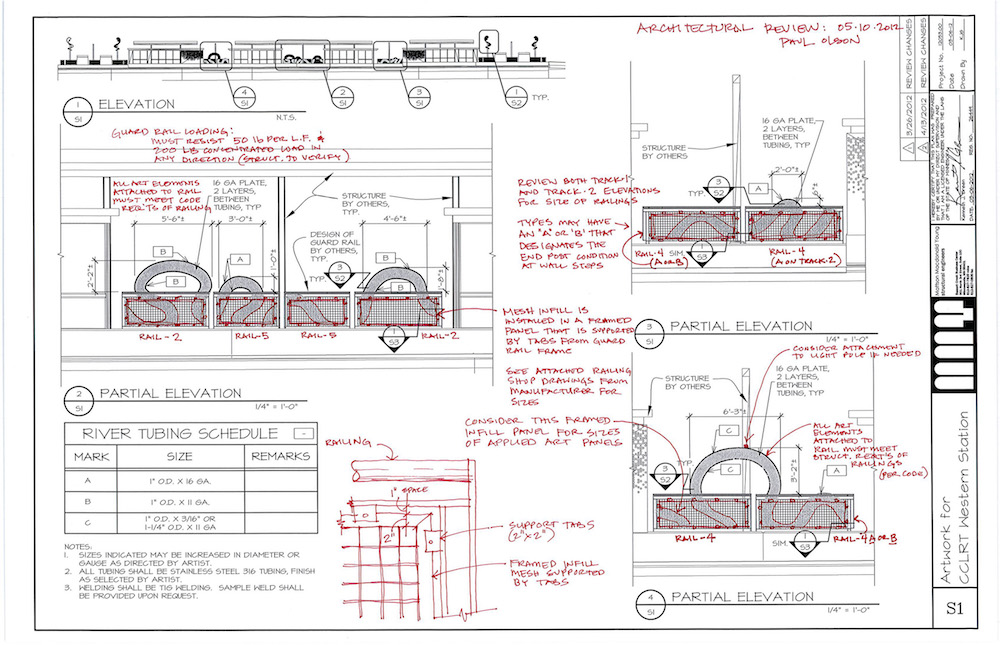 ARCHITECTURAL REVIEW: 05.10.2012
PAUL OLSON
1
S1
ELEVATION
N.T.S.
4
S1
2
S1
3
S1
1
S2
TYP.
GUARD RAIL LOADING:
MUST RESIST 50 lb PER L.F. &
200 LB CONCENTRATED LOAD IN
ANY DIRECTION (STRUCT. TO VERIFY)
ALL ART ELEMENTS
ATTACHED TO RAIL
MUST MEET CODE
REQ'TS OF RAILING
16 GA PLATE,
2 LAYERS,
BETWEEN
TUBING, TYP
STRUCTURE
BY OTHERS,
TYP.
5'-6"±
3'-0"±
4'-6"±
DESIGN OF
GUARD RAIL
BY OTHERS,
TYP.
TYP.
3
S2
B
A
B
B
B
2'-2"±
1'-0"±
1'-8"±
RAIL-2
RAIL-5
RAIL-5
RAIL-2
1
S3
2
S1
PARTIAL ELEVATION
1/4" = 1'-0"
STRUCTURE
BY OTHERS
16 GA PLATE,
2 LAYERS,
BETWEEN
TUBING, TYP
2'-0"±
TYP.
3
S2
A
6"±
REVIEW BOTH TRACK-1
AND TRACK-2 ELEVATIONS
FOR SIZE OF RAILINGS
TYPES MAY HAVE
AN "A" OR "B" THAT
DESIGNATES THE
END POST CONDITION
AT WALL STOPS
RAIL-4
(A OR B)
SIM
1
S3
RAIL-4
(A ON TRACK-2)
3
S1
PARTIAL ELEVATION
1/4" = 1'-0"
MESH INFILL IS
INSTALLED IN A FRAMED
PANEL THAT IS SUPPORTED
BY TABS FROM GUARD
RAIL FRAME
SEE ATTACHED RAILING
SHOP DRAWINGS FROM
MANUFACTURER FOR
SIZES
CONSIDER THIS FRAMED
INFILL PANEL FOR SIZES
OF APPLIED ART PANELS
CONSIDER ATTACHMENT
TO LIGHT POLE IF NEEDED
STRUCTURE
BY OTHERS
16 GA PLATE,
2 LAYERS,
BETWEEN
TUBING, TYP
6'-3"±
C
C
A
3'-2"±
ALL ART
ELEMENTS
ATTACHED TO
RAIL MUST MEET
STRUCT. REQT'S OF
RAILINGS
(PER CODE)
TYP
3
S2
RAIL-4
SIM
1
S3
RAIL-4 A OR B
4
S1
PARTIAL ELEVATION
1/4" = 1'-0"
RIVER TUBING SCHEDULE -
MARK SIZE REMARKS
A 1" O.D. X 16 GA.
B 1" O.D. X 11 GA.
C 1" O.D. X 3/16" OR
1-1/4" O.D. X 11 GA
NOTES:
1. SIZES INDICATED MAY BE INCREASED IN DIAMETER OR
GAUGE AS DIRECTED BY ARTIST.
2. ALL TUBING SHALL BE STAINLESS STEEL 316 TUBING, FINISH
AS SELECTED BY ARTIST.
3. WELDING SHALL BE TIG WELDING. SAMPLE WELD SHALL
BE PROVIDED UPON REQUEST.
RAILING
1" SPACE
2"
SUPPORT TABS
(2"x2")
FRAMED INFILL
MESH SUPPORTED
BY TABS
3/26/2012 REVIEW CHANGES
4/13/2012 REVIEW CHANGES
Project No.
Date
Drawn By
Mattson Macdonald Young
structural engineers
Artwork for
CCLRT Western Station
S1